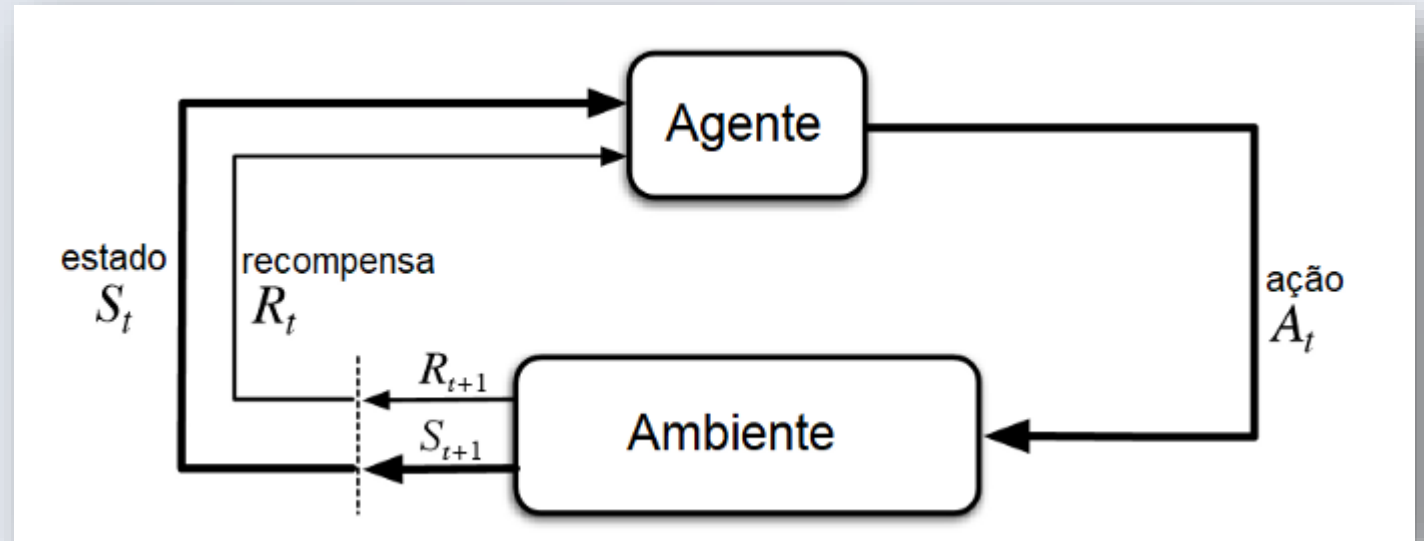 Agente
estado
S_t
recompensa
R_t
ação
A_t
R_{t+1}
S_{t+1}
Ambiente